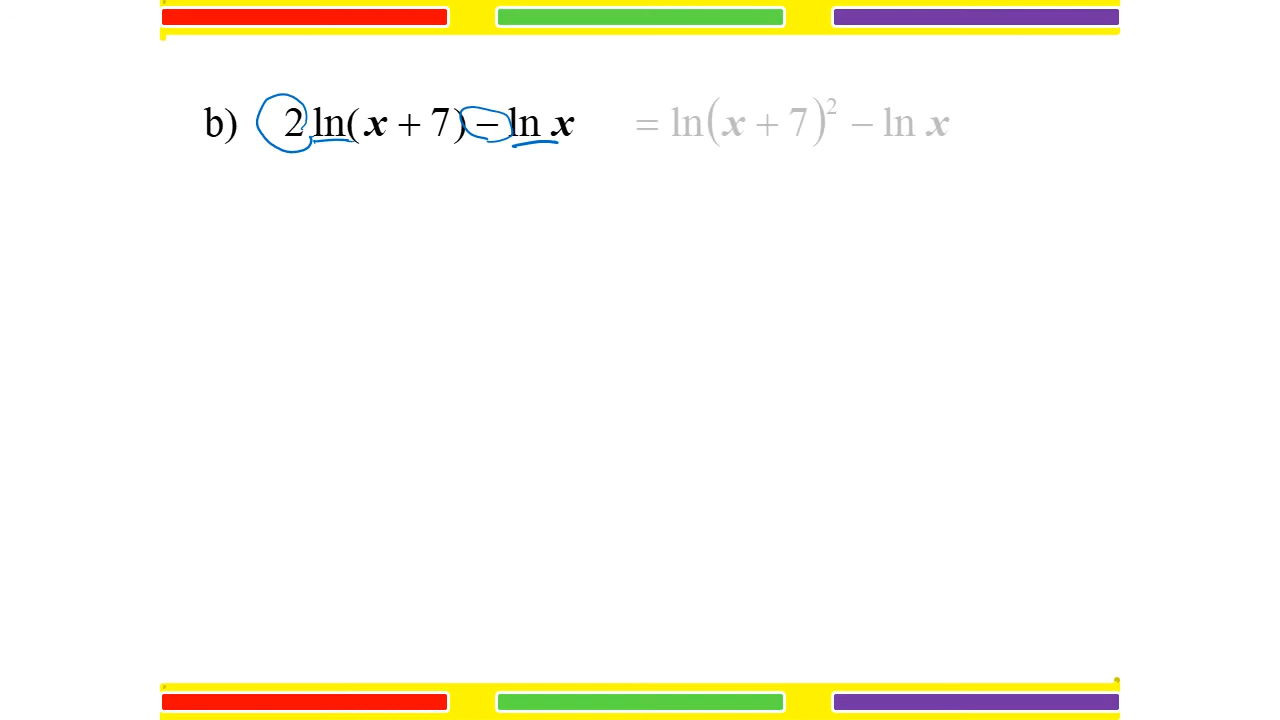 b) 2 ln(x + 7) − ln x = ln(x + 7)² − ln x